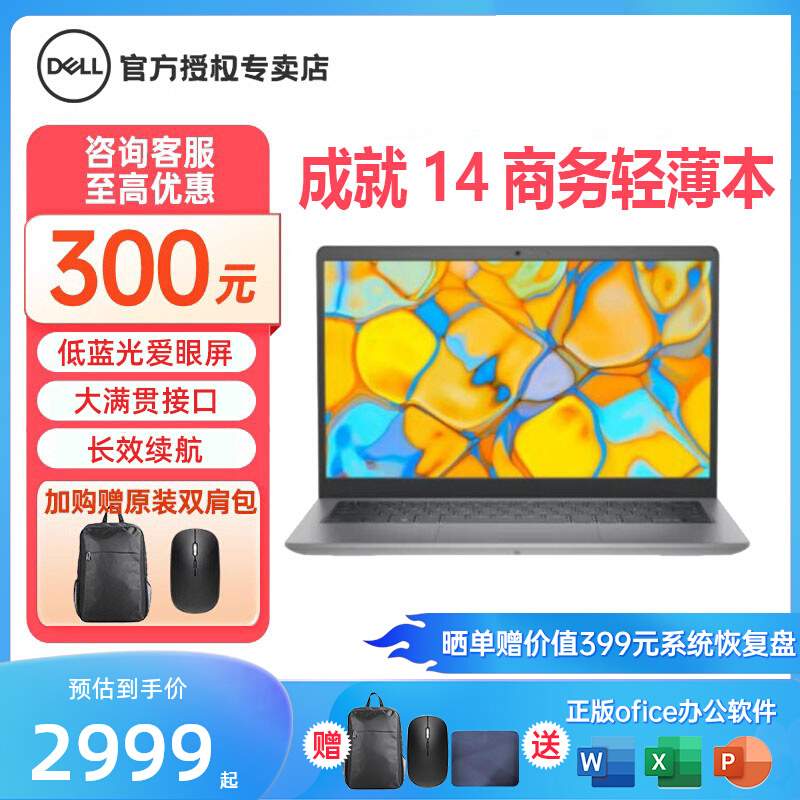 DELL 官方授权专卖店
咨询客服
至高优惠
300元
低蓝光爱眼屏
大满贯接口
长效续航
加购赠原装双肩包
成就 14 商务轻薄本
晒单赠价值399元系统恢复盘
预估到手价
2999起
赠
送
正版ofice办公软件
W
X
P